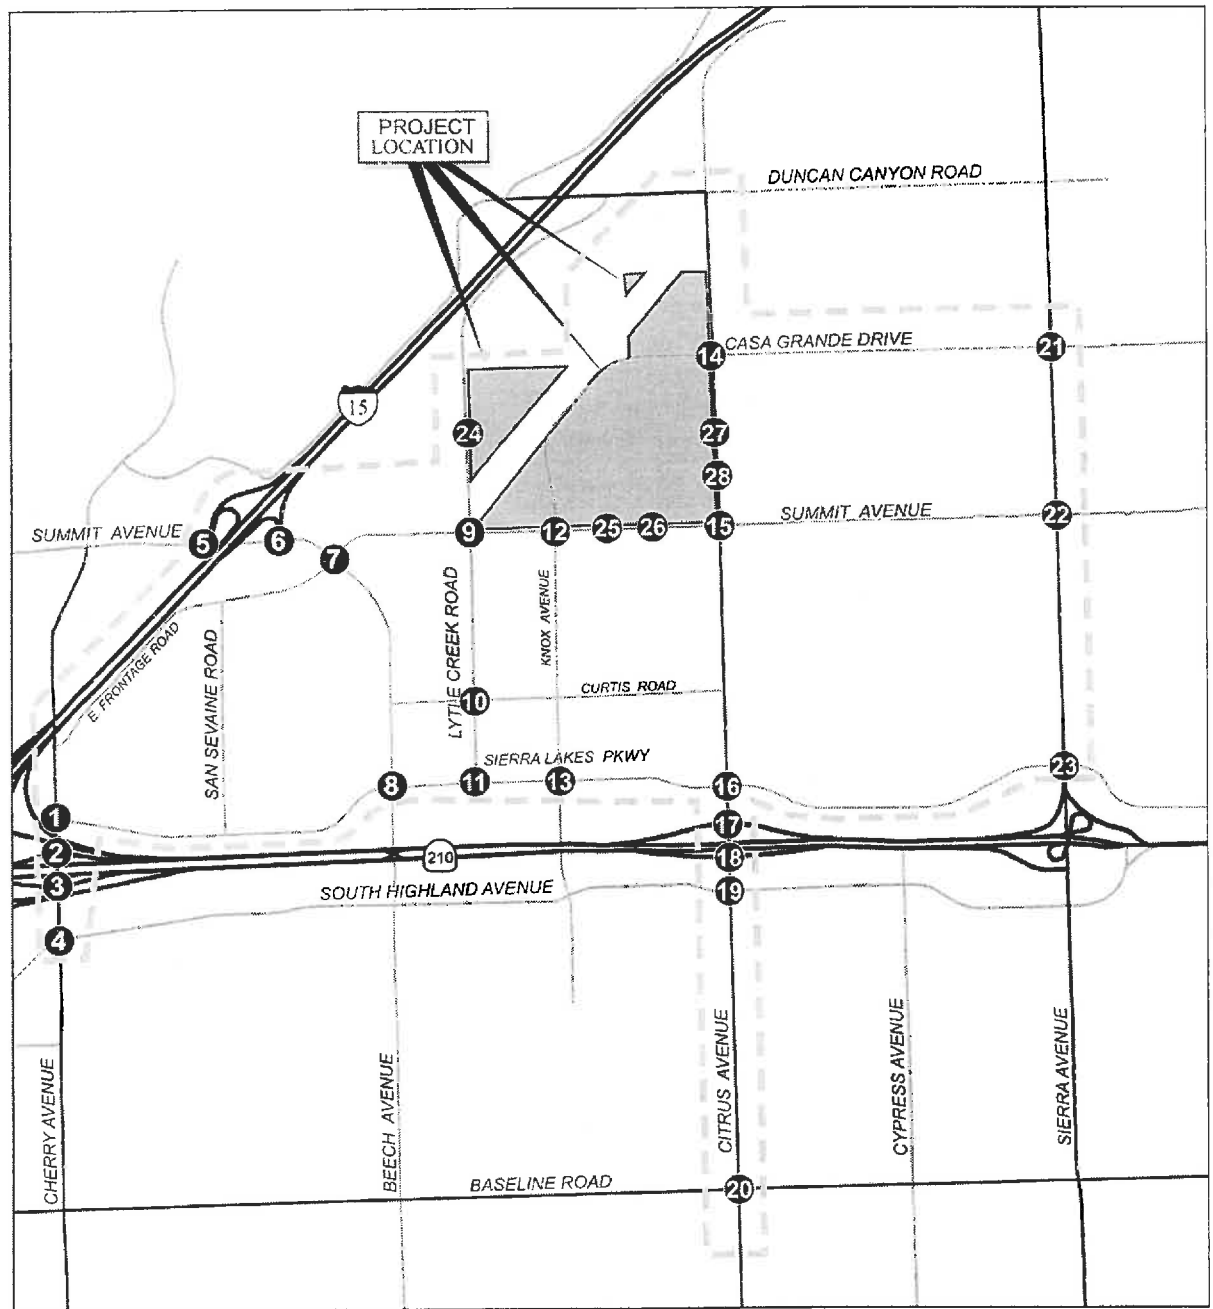 PROJECT
LOCATION
DUNCAN CANYON ROAD
CASA GRANDE DRIVE
14
21
15
24
27
28
SUMMIT AVENUE
5
6
7
9
12
25
26
15
SUMMIT AVENUE
22
E FRONTAGE ROAD
SAN SEVAINE ROAD
LYTLE CREEK ROAD
KNOX AVENUE
10
CURTIS ROAD
SIERRA LAKES PKWY
8
11
13
16
23
1
2
3
4
17
18
19
210
SOUTH HIGHLAND AVENUE
CHERRY AVENUE
BEECH AVENUE
CITRUS AVENUE
CYPRESS AVENUE
SIERRA AVENUE
BASELINE ROAD
20